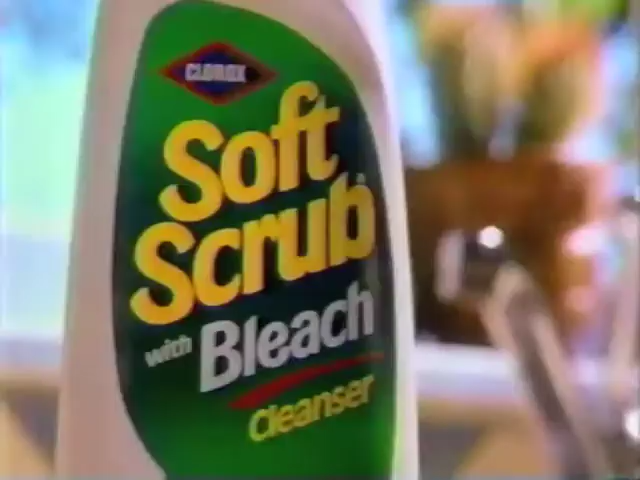 CLOROX
Soft
Scrub
with Bleach
cleanser